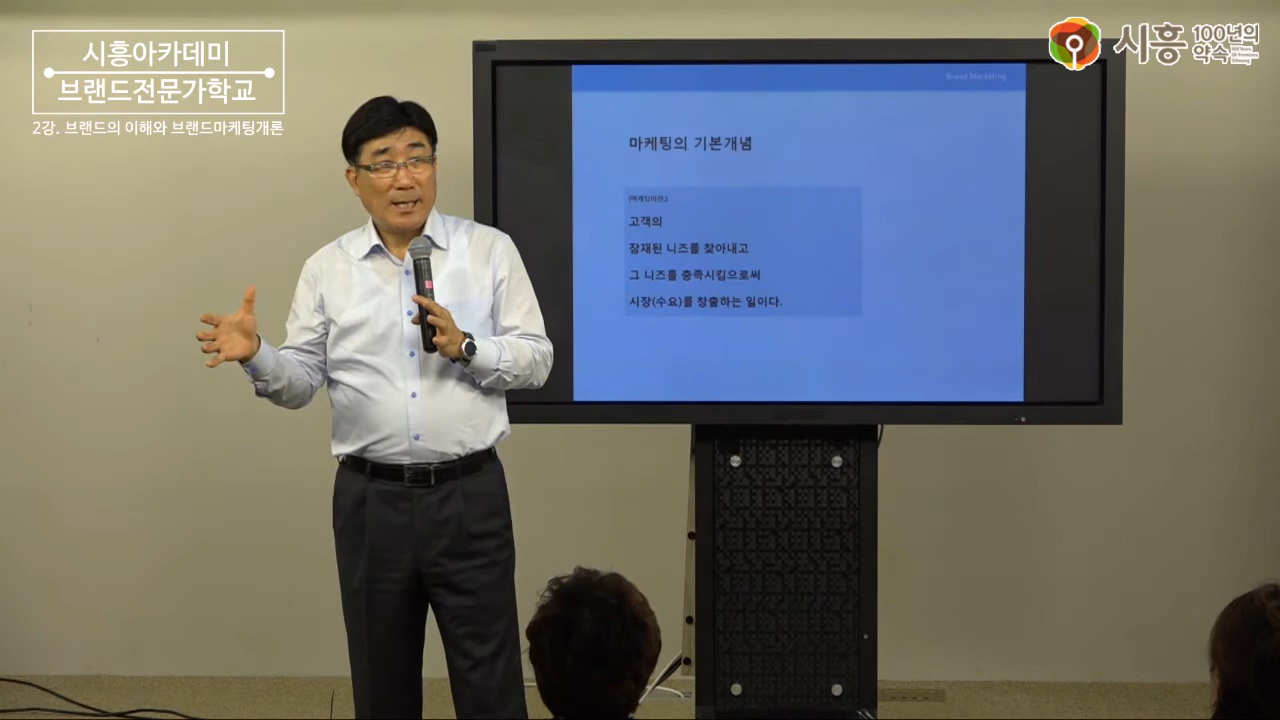 시흥아카데미
브랜드전문가학교
2강. 브랜드의 이해와 브랜드마케팅개론
시흥 100년의
약속
Brand Marketing
마케팅의 기본개념
고객의
잠재된 니즈를 찾아내고
그 니즈를 충족시킴으로써
시장(수요)를 창출하는 일이다.